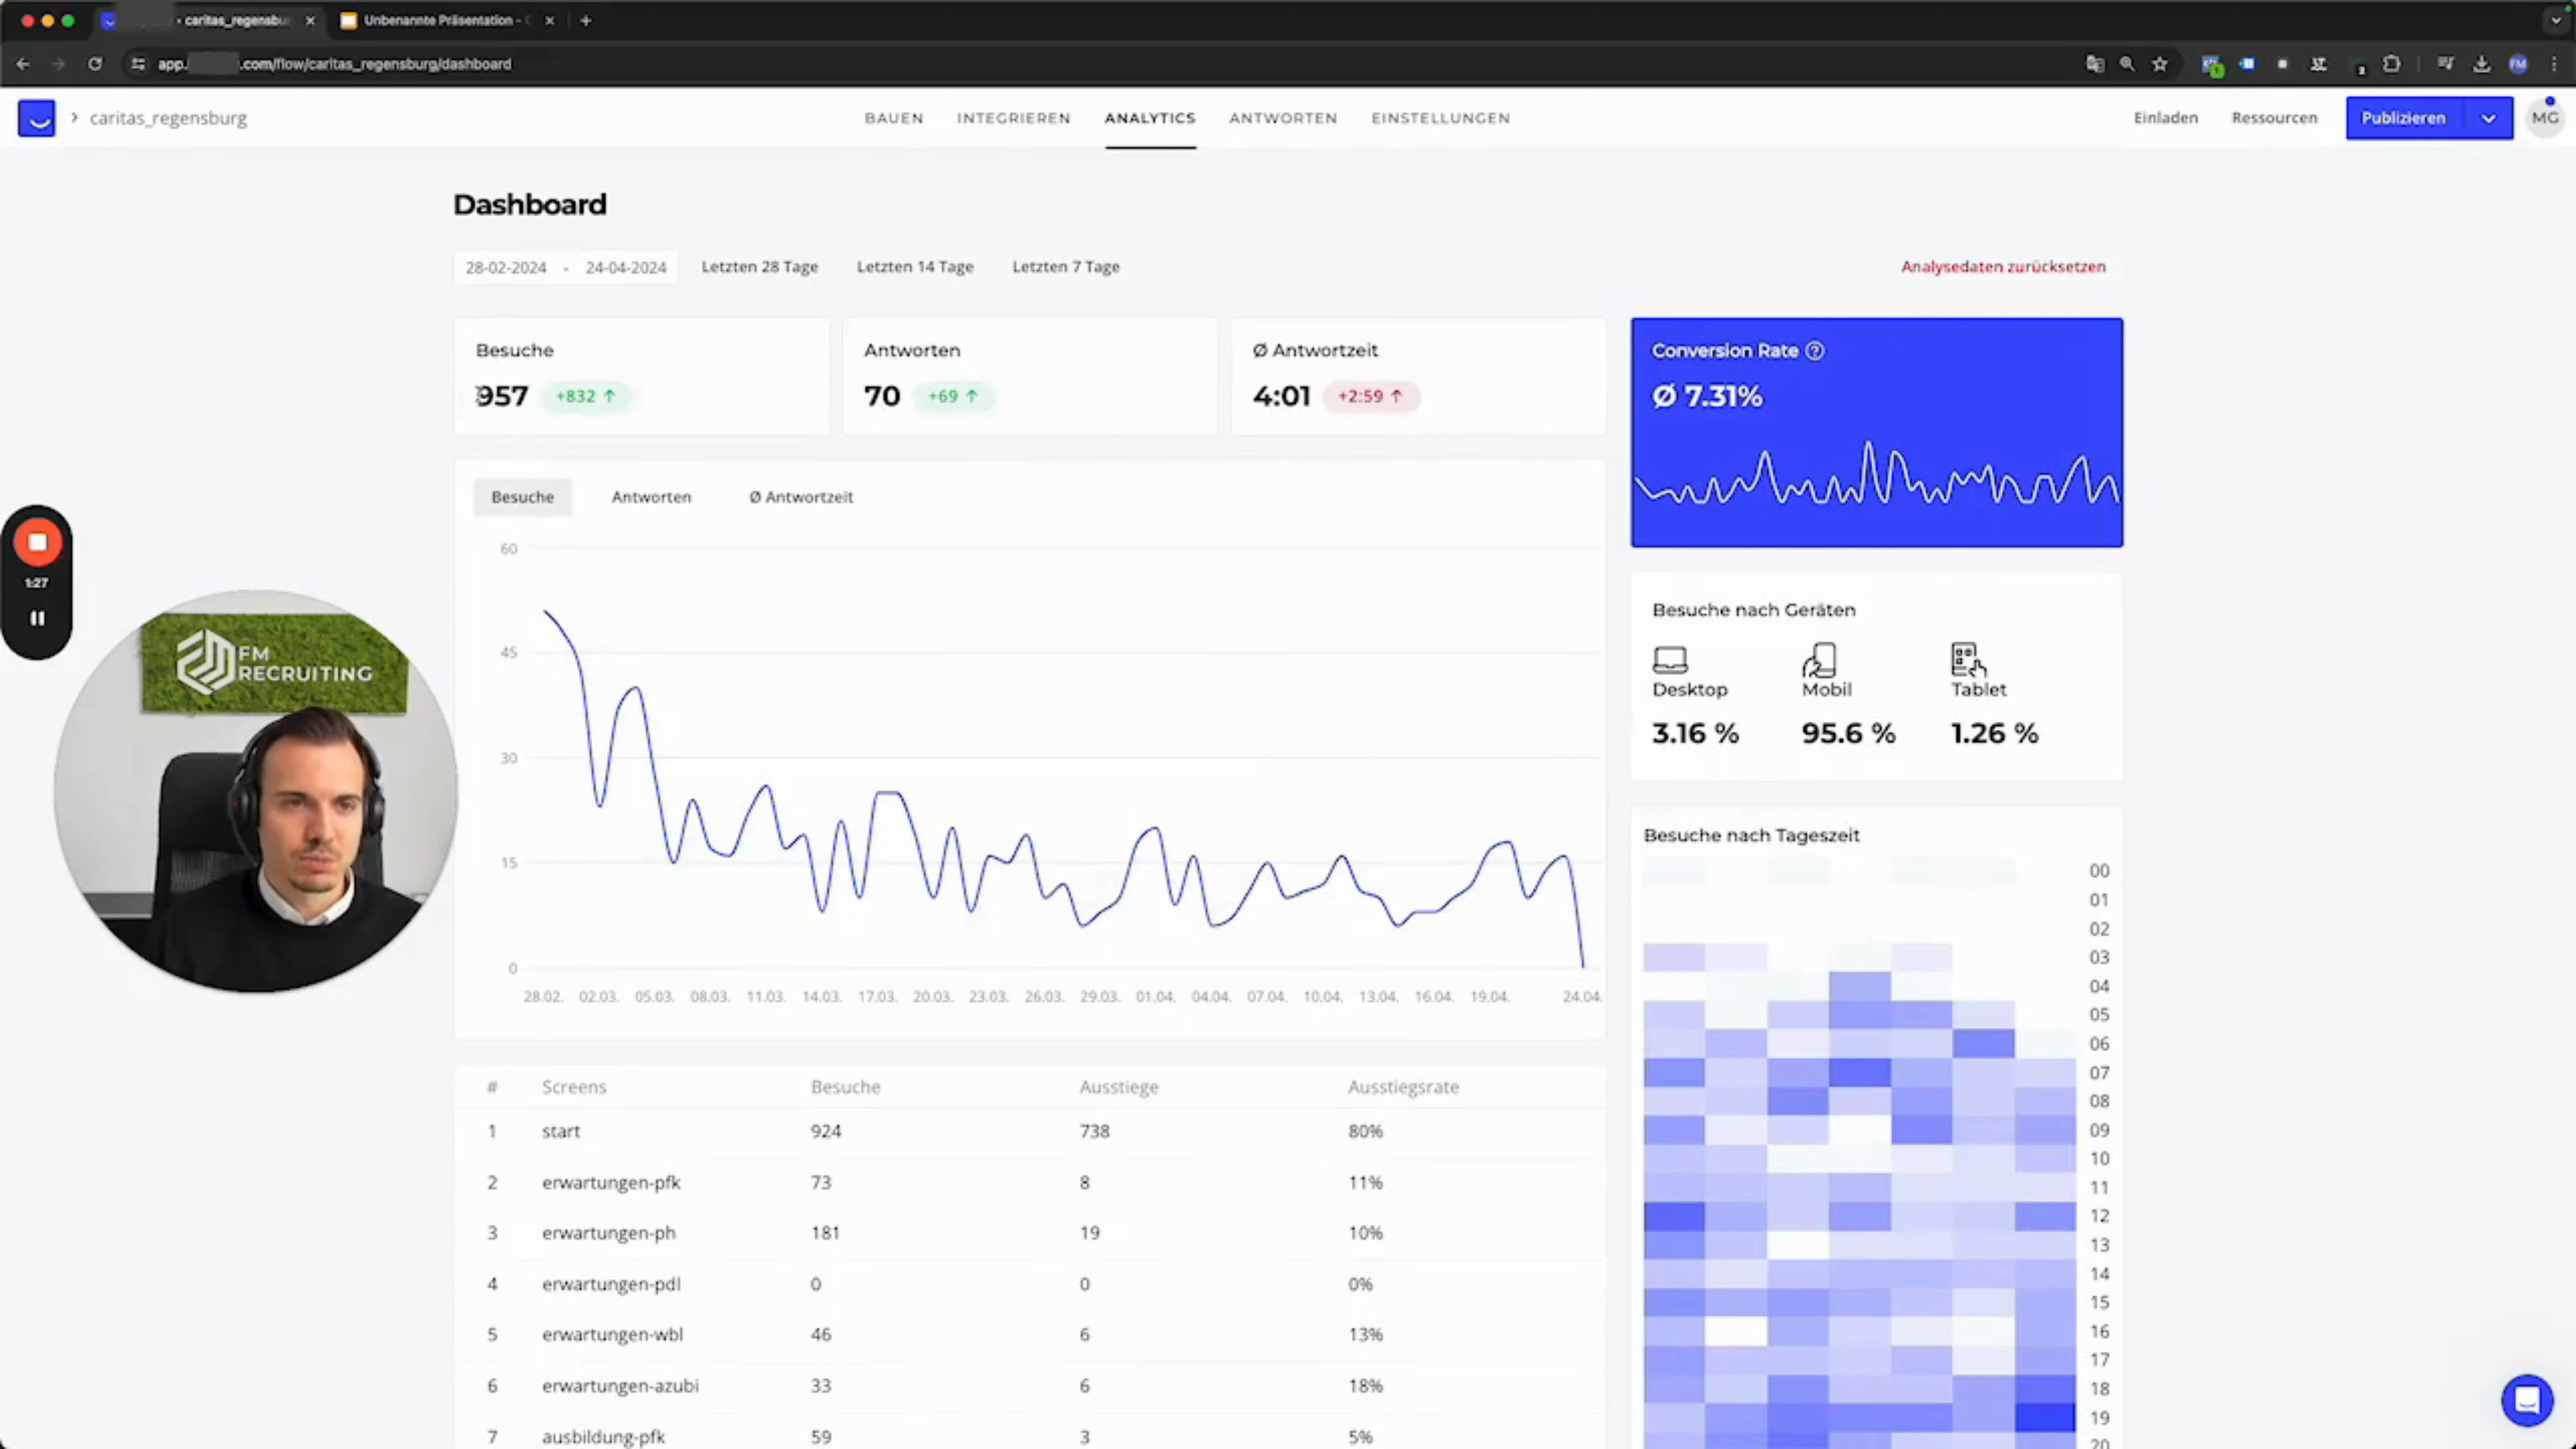 caritas_regensbu
Unbenannte Präsentation -
app.
.com/flow/caritas_regensburg/dashboard
caritas_regensburg
BAUEN
INTEGRIEREN
ANALYTICS
ANTWORTEN
EINSTELLUNGEN
Einladen
Ressourcen
Publizieren
MG
Dashboard
28-02-2024 - 24-04-2024
Letzten 28 Tage
Letzten 14 Tage
Letzten 7 Tage
Analysedaten zurücksetzen
Besuche
957 +832 ↑
Antworten
70 +69 ↑
Ø Antwortzeit
4:01 +2:59 ↑
Conversion Rate ?
Ø 7.31%
Besuche
Antworten
Ø Antwortzeit
60
45
30
15
0
28.02. 02.03. 05.03. 08.03. 11.03. 14.03. 17.03. 20.03. 23.03. 26.03. 29.03. 01.04. 04.04. 07.04. 10.04. 13.04. 16.04. 19.04. 24.04.
1:27
FM
RECRUITING
Besuche nach Geräten
Desktop Mobil Tablet
3.16 % 95.6 % 1.26 %
Besuche nach Tageszeit
00
01
02
03
04
05
06
07
08
09
10
11
12
13
14
15
16
17
18
19
20
# Screens Besuche Ausstiege Ausstiegsrate
1 start 924 738 80%
2 erwartungen-pfk 73 8 11%
3 erwartungen-ph 181 19 10%
4 erwartungen-pdl 0 0 0%
5 erwartungen-wbl 46 6 13%
6 erwartungen-azubi 33 6 18%
7 ausbildung-pfk 59 3 5%